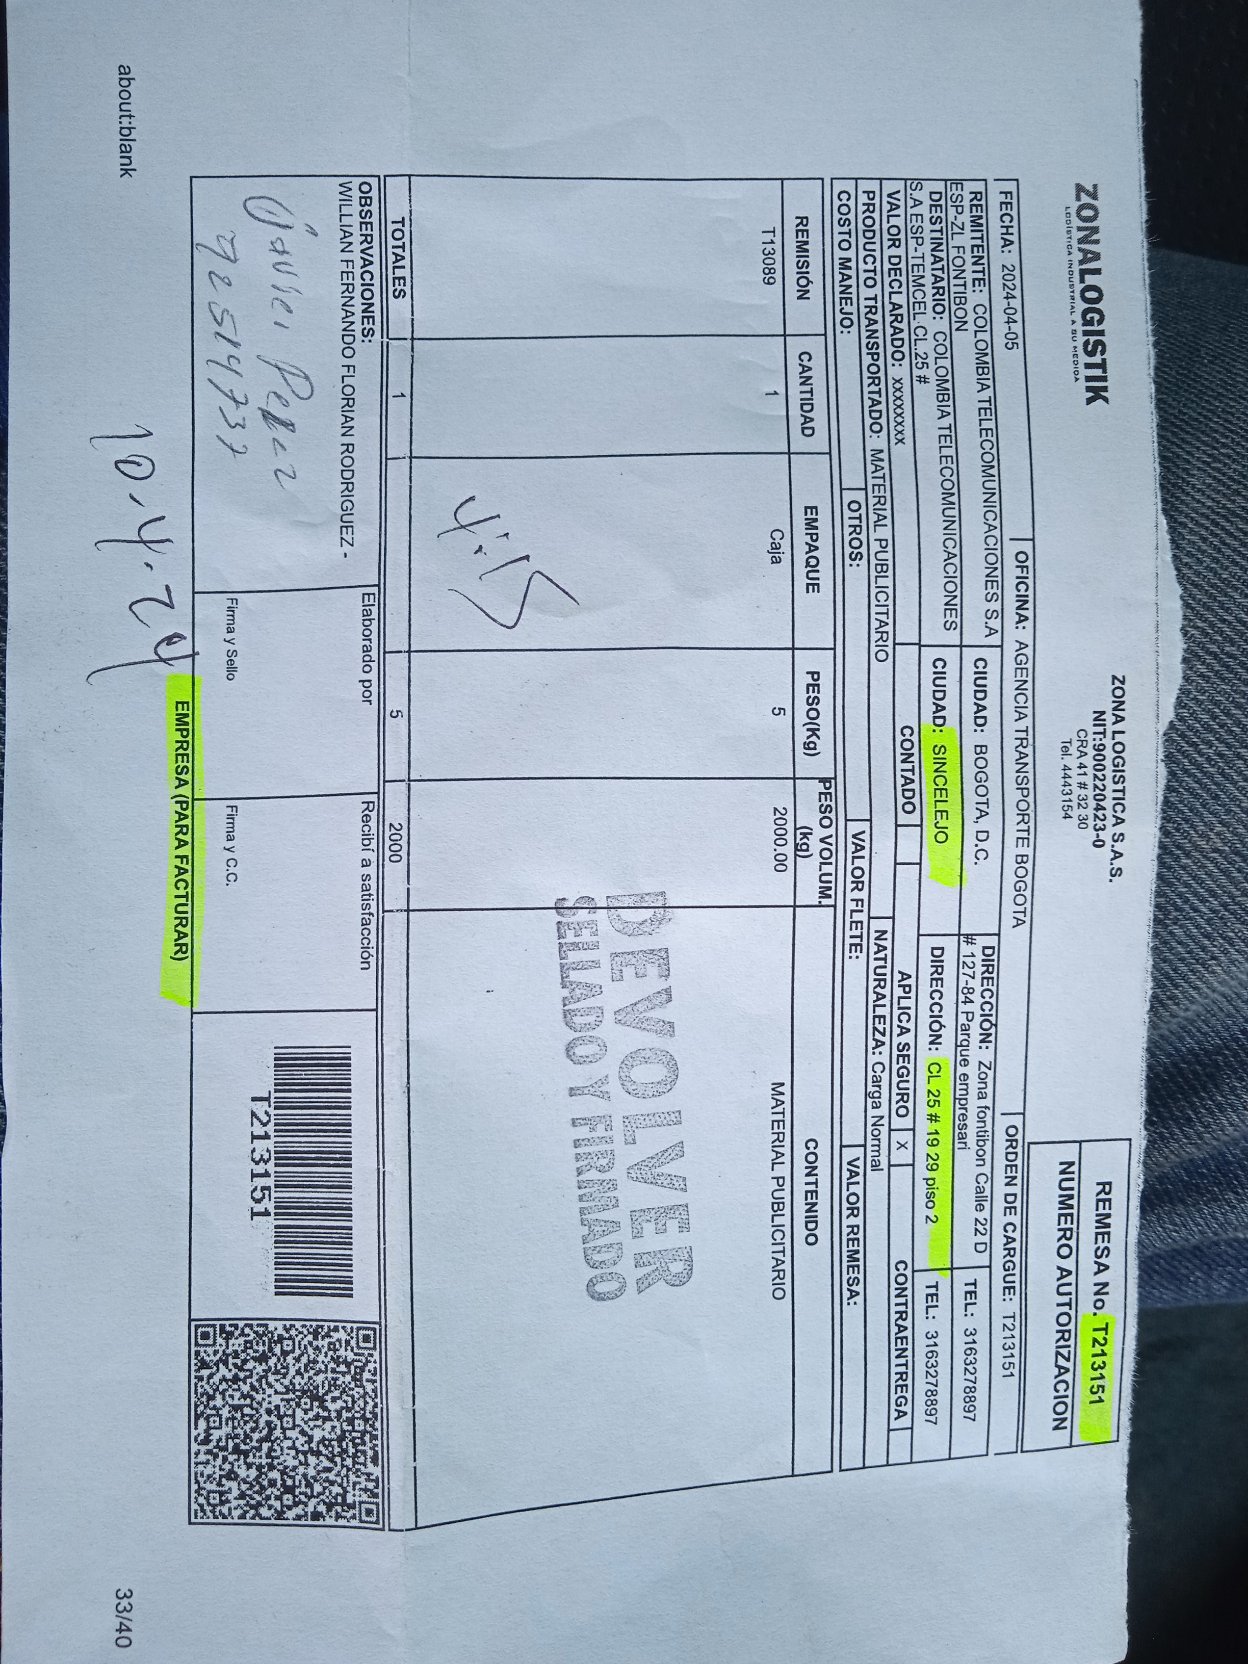 ZONALOGISTIK
LOGÍSTICA INDUSTRIAL A SU MEDIDA
ZONA LOGISTICA S.A.S.
NIT:900220423-0
CRA 41 # 32 30
Tel. 4443154
REMESA No. T213151
NUMERO AUTORIZACION
FECHA: 2024-04-05
OFICINA: AGENCIA TRANSPORTE BOGOTA
ORDEN DE CARGUE: T213151
REMITENTE: COLOMBIA TELECOMUNICACIONES S.A
ESP-ZL FONTIBON
CIUDAD: BOGOTA, D.C.
DIRECCIÓN: Zona fontibon Calle 22 D
# 127-84 Parque empresari
TEL: 3163278897
DESTINATARIO: COLOMBIA TELECOMUNICACIONES
S.A ESP-TEMCEL CL 25 #
CIUDAD: SINCELEJO
DIRECCIÓN: CL 25 # 19 29 piso 2
TEL: 3163278897
VALOR DECLARADO: xxxxxxxx
CONTADO
APLICA SEGURO X
CONTRAENTREGA
PRODUCTO TRANSPORTADO: MATERIAL PUBLICITARIO
NATURALEZA: Carga Normal
COSTO MANEJO:
OTROS:
VALOR FLETE:
VALOR REMESA:
REMISIÓN CANTIDAD EMPAQUE PESO(Kg) PESO VOLUM. (kg) CONTENIDO
T13089 1 Caja 5 2000.00 MATERIAL PUBLICITARIO
4:15
DEVOLVER
SELLADO Y FIRMADO
TOTALES 1 5 2000
OBSERVACIONES:
WILLIAN FERNANDO FLORIAN RODRIGUEZ -
Javier Perez
92519737
Elaborado por
Firma y Sello
Recibí a satisfacción
Firma y C.C.
T213151
10.4.24
EMPRESA (PARA FACTURAR)
about:blank
33/40